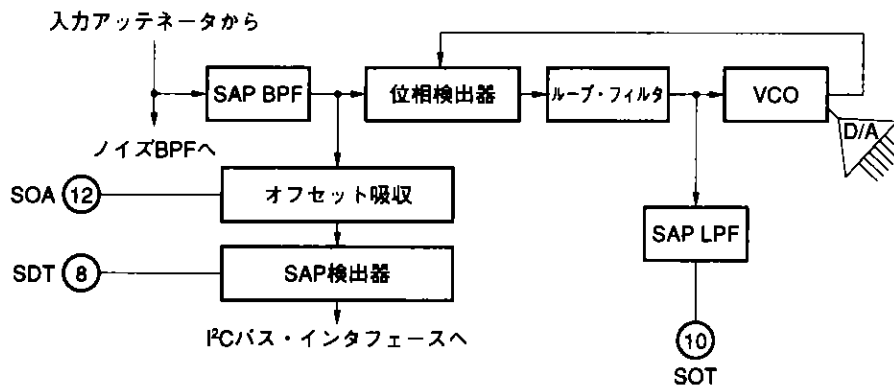 入力アッテネータから
SAP BPF
位相検出器
ループ・フィルタ
VCO
D/A
ノイズBPFへ
SOA 12
オフセット吸収
SDT 8
SAP検出器
SAP LPF
I²Cバス・インタフェースへ
10
SOT